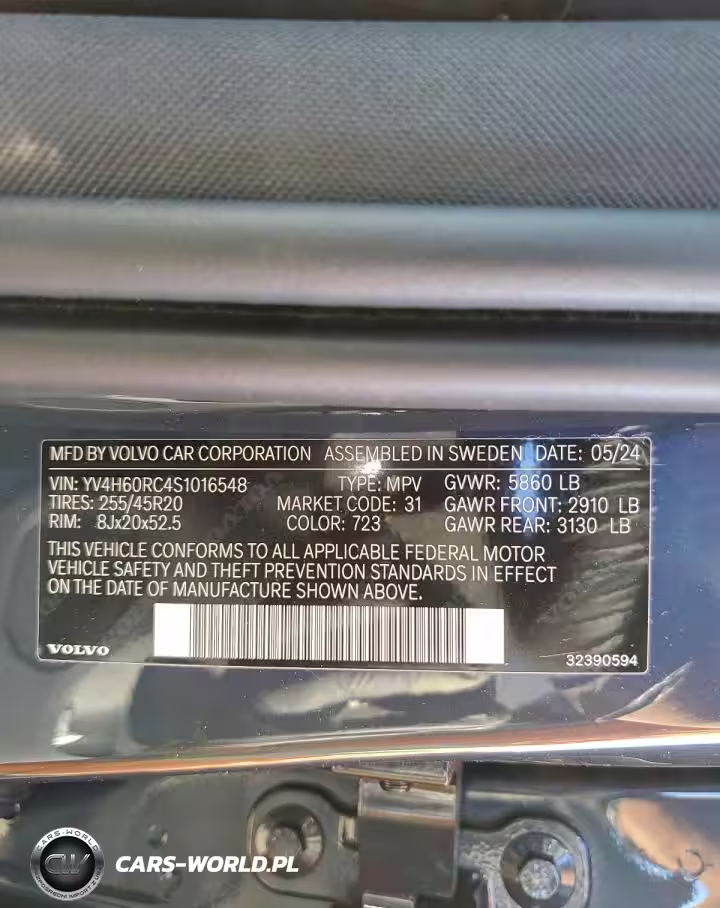 MFD BY VOLVO CAR CORPORATION ASSEMBLED IN SWEDEN DATE: 05/24
VIN: YV4H60RC4S1016548 TYPE: MPV GVWR: 5860 LB
TIRES: 255/45R20 MARKET CODE: 31 GAWR FRONT: 2910 LB
RIM: 8Jx20x52.5 COLOR: 723 GAWR REAR: 3130 LB
THIS VEHICLE CONFORMS TO ALL APPLICABLE FEDERAL MOTOR
VEHICLE SAFETY AND THEFT PREVENTION STANDARDS IN EFFECT
ON THE DATE OF MANUFACTURE SHOWN ABOVE.
VOLVO 32390594
CARS-WORLD
CW
CARS-WORLD.PL